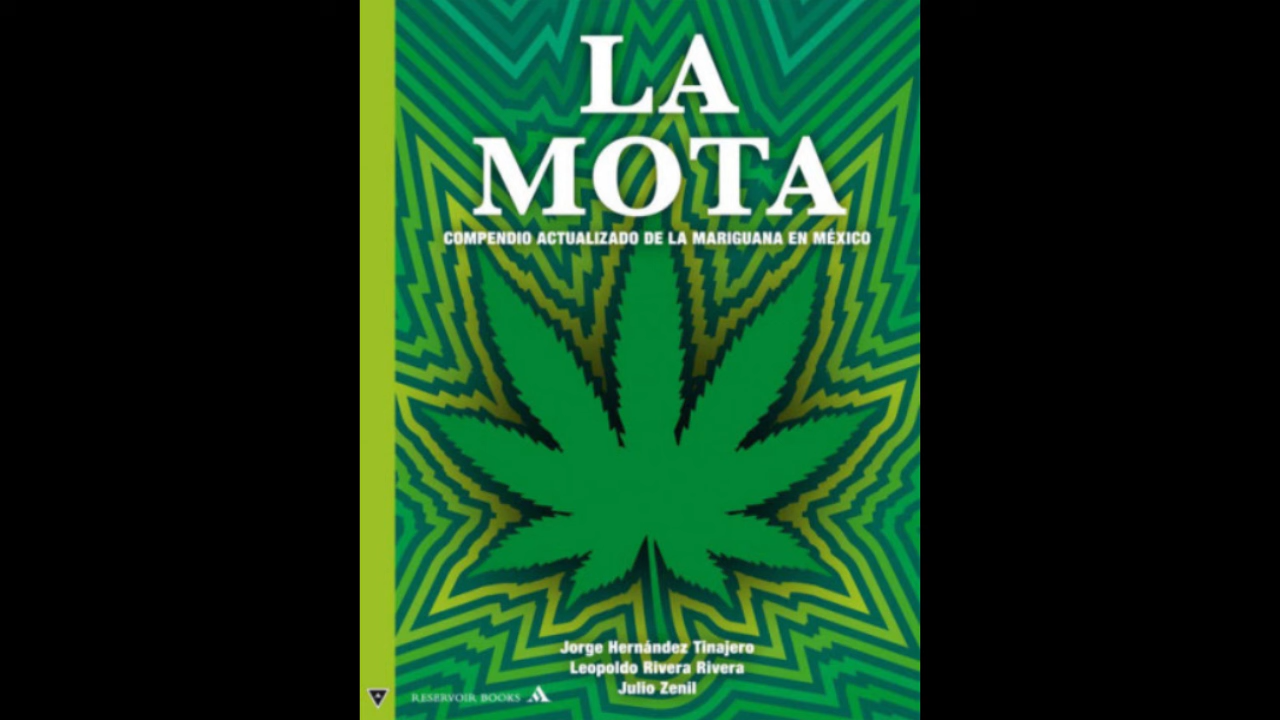 LA
MOTA
COMPENDIO ACTUALIZADO DE LA MARIGUANA EN MÉXICO
Jorge Hernández Tinajero
Leopoldo Rivera Rivera
Julio Zenil
RESERVOIR BOOKS